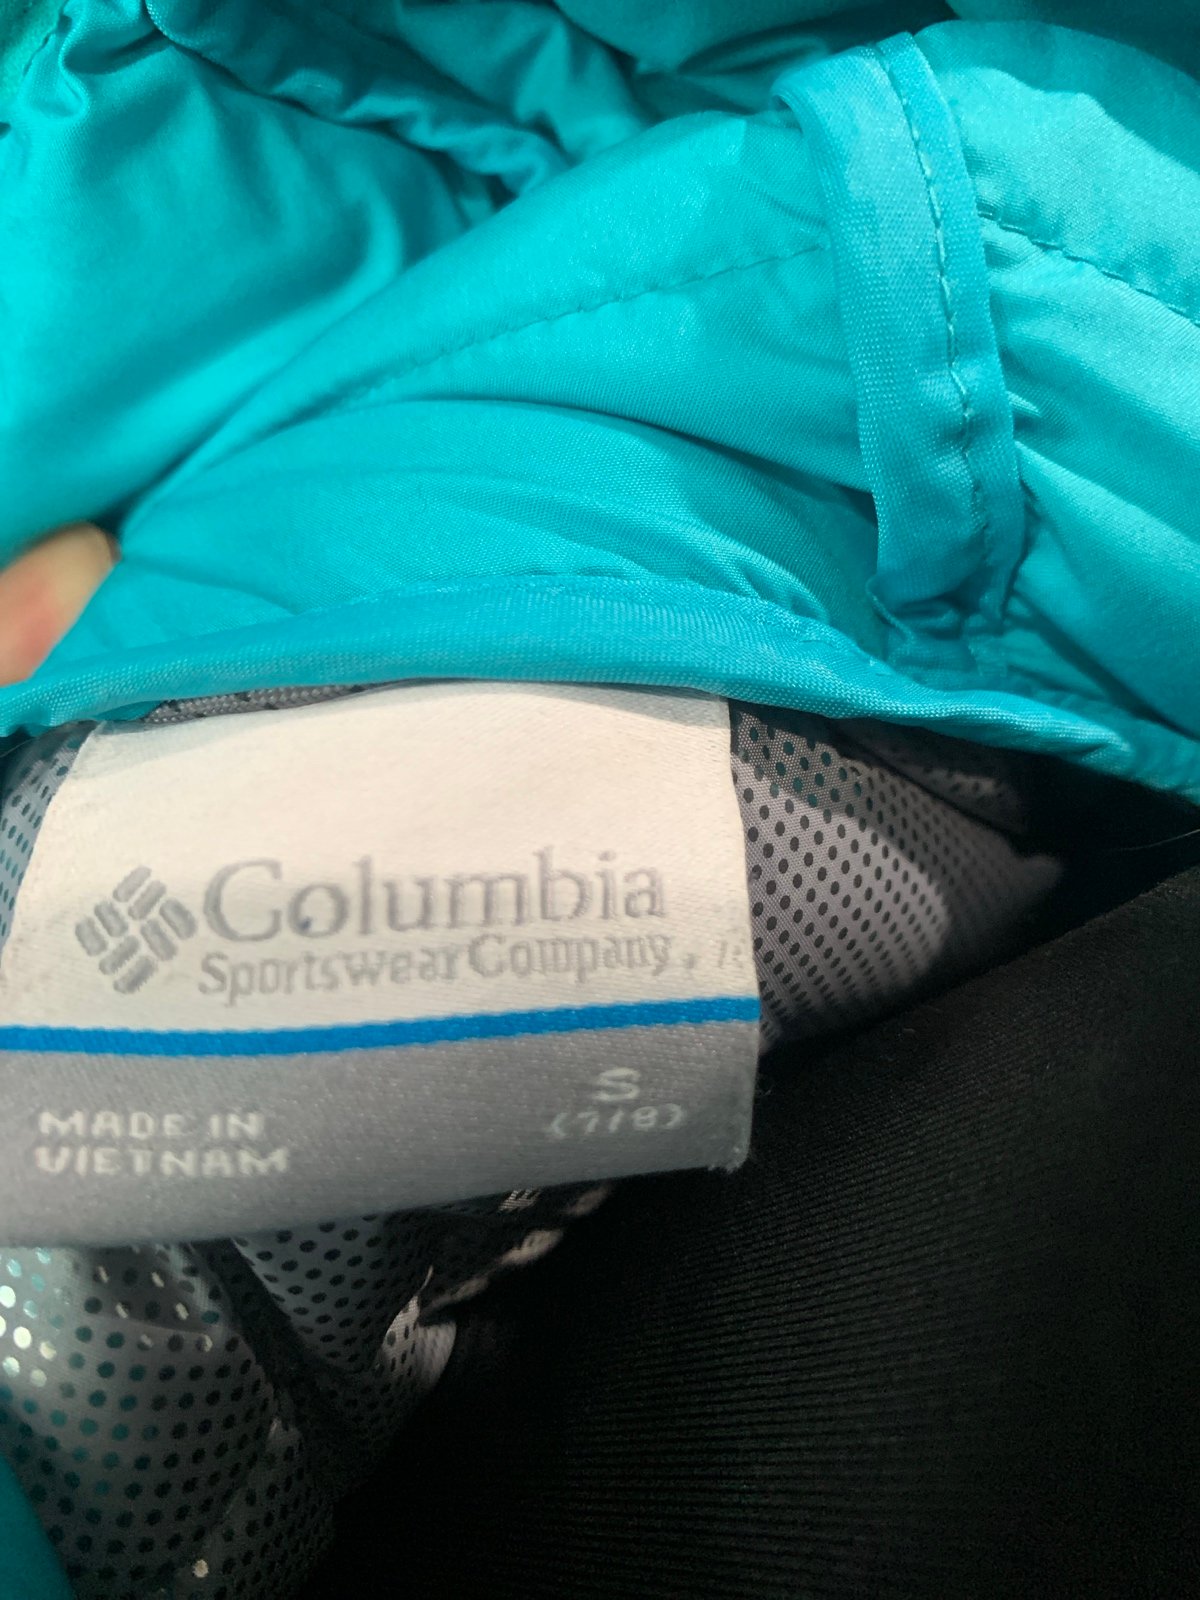 Columbia
Sportswear Company
S
(7/8)
MADE IN
VIETNAM